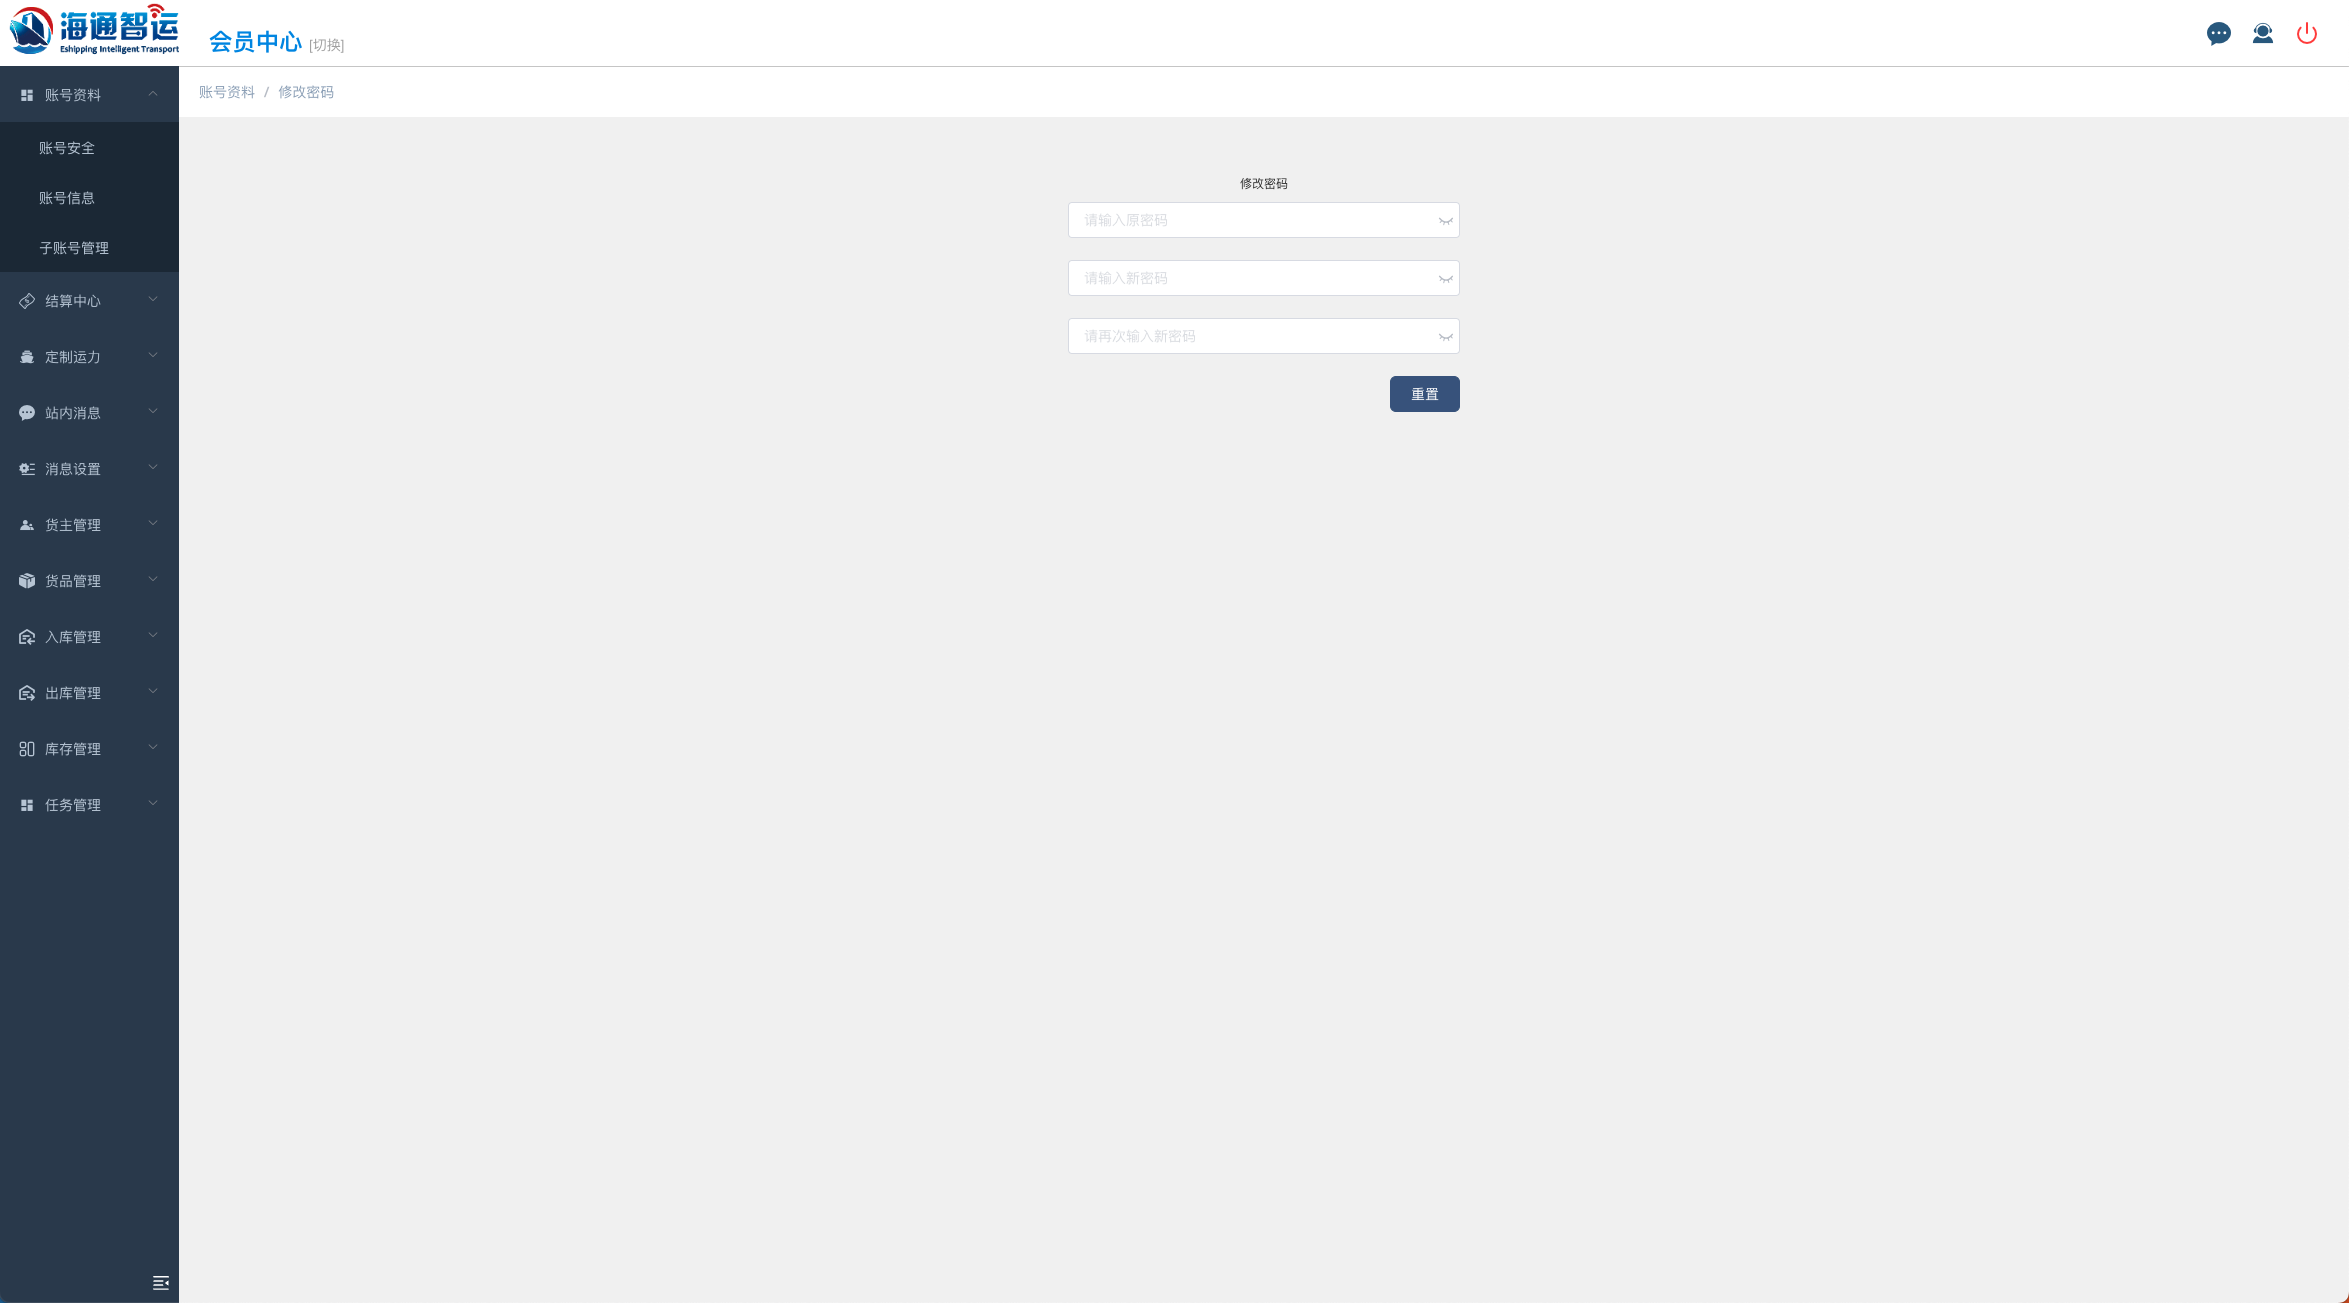 海通智运
Eshipping Intelligent Transport
会员中心 [切换]
账号资料 / 修改密码
账号资料
账号安全
账号信息
子账号管理
结算中心
定制运力
站内消息
消息设置
货主管理
货品管理
入库管理
出库管理
库存管理
任务管理
修改密码
请输入原密码
请输入新密码
请再次输入新密码
重置